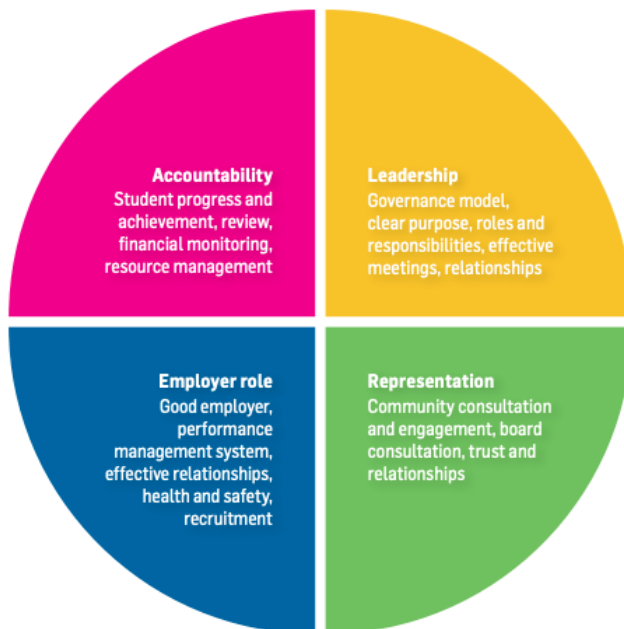 Accountability
Student progress and
achievement, review,
financial monitoring,
resource management
Leadership
Governance model,
clear purpose, roles and
responsibilities, effective
meetings, relationships
Employer role
Good employer,
performance
management system,
effective relationships,
health and safety,
recruitment
Representation
Community consultation
and engagement, board
consultation, trust and
relationships